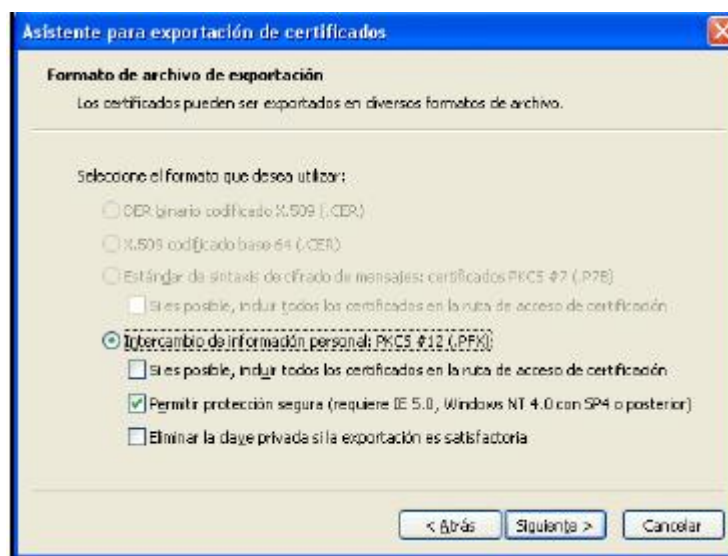 Asistente para exportación de certificados
Formato de archivo de exportación
Los certificados pueden ser exportados en diversos formatos de archivo.
Seleccione el formato que desea utilizar:
DER binario codificado X.509 (.CER)
X.509 codificado base 64 (.CER)
Estándar de sintaxis de cifrado de mensajes: certificados PKCS #7 (.P7B)
Si es posible, incluir todos los certificados en la ruta de acceso de certificación
Intercambio de información personal: PKCS #12 (.PFX)
Si es posible, incluir todos los certificados en la ruta de acceso de certificación
Permitir protección segura (requiere IE 5.0, Windows NT 4.0 con SP4 o posterior)
Eliminar la clave privada si la exportación es satisfactoria
< Atrás Siguiente > Cancelar